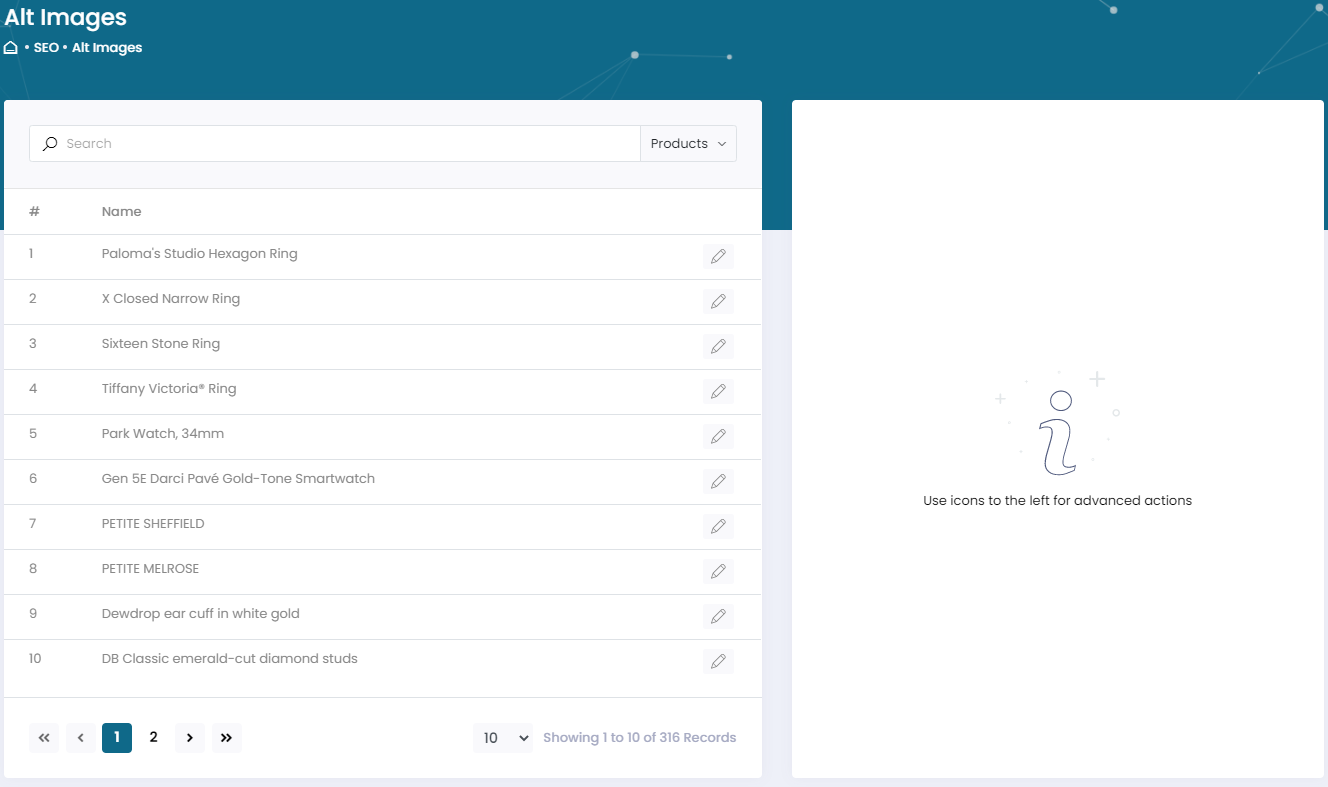 Alt Images
• SEO • Alt Images
Search
Products
# Name
1 Paloma's Studio Hexagon Ring
2 X Closed Narrow Ring
3 Sixteen Stone Ring
4 Tiffany Victoria® Ring
5 Park Watch, 34mm
6 Gen 5E Darci Pavé Gold-Tone Smartwatch
7 PETITE SHEFFIELD
8 PETITE MELROSE
9 Dewdrop ear cuff in white gold
10 DB Classic emerald-cut diamond studs
1 2 10 Showing 1 to 10 of 316 Records
Use icons to the left for advanced actions